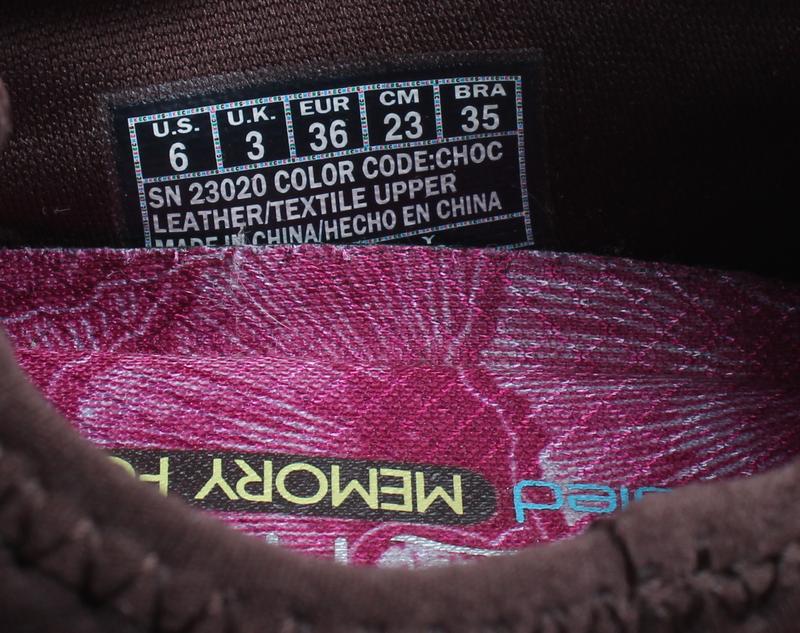 U.S. U.K. EUR CM BRA
6 3 36 23 35
SN 23020 COLOR CODE:CHOC
LEATHER/TEXTILE UPPER
MADE IN CHINA/HECHO EN CHINA
MEMORY